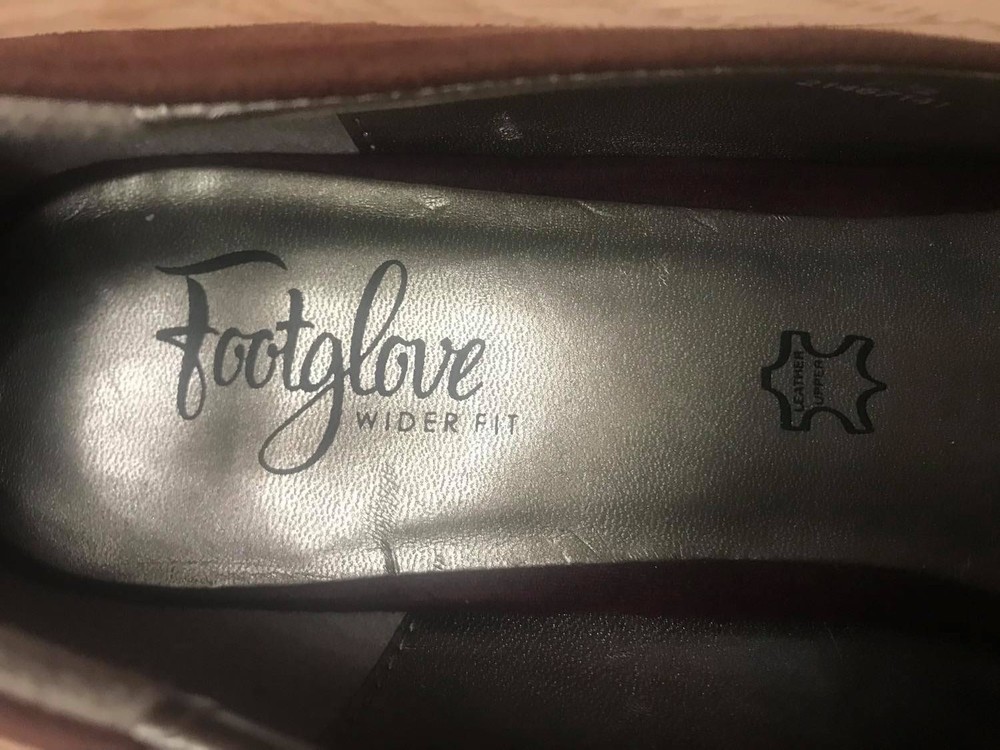 Footglove
WIDER FIT
LEATHER
UPPER